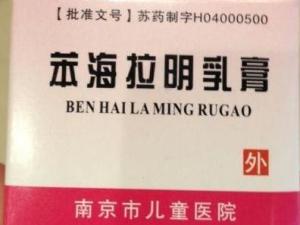 【批准文号】苏药制字H04000500
苯海拉明乳膏
BEN HAI LA MING RUGAO
外
南京市儿童医院